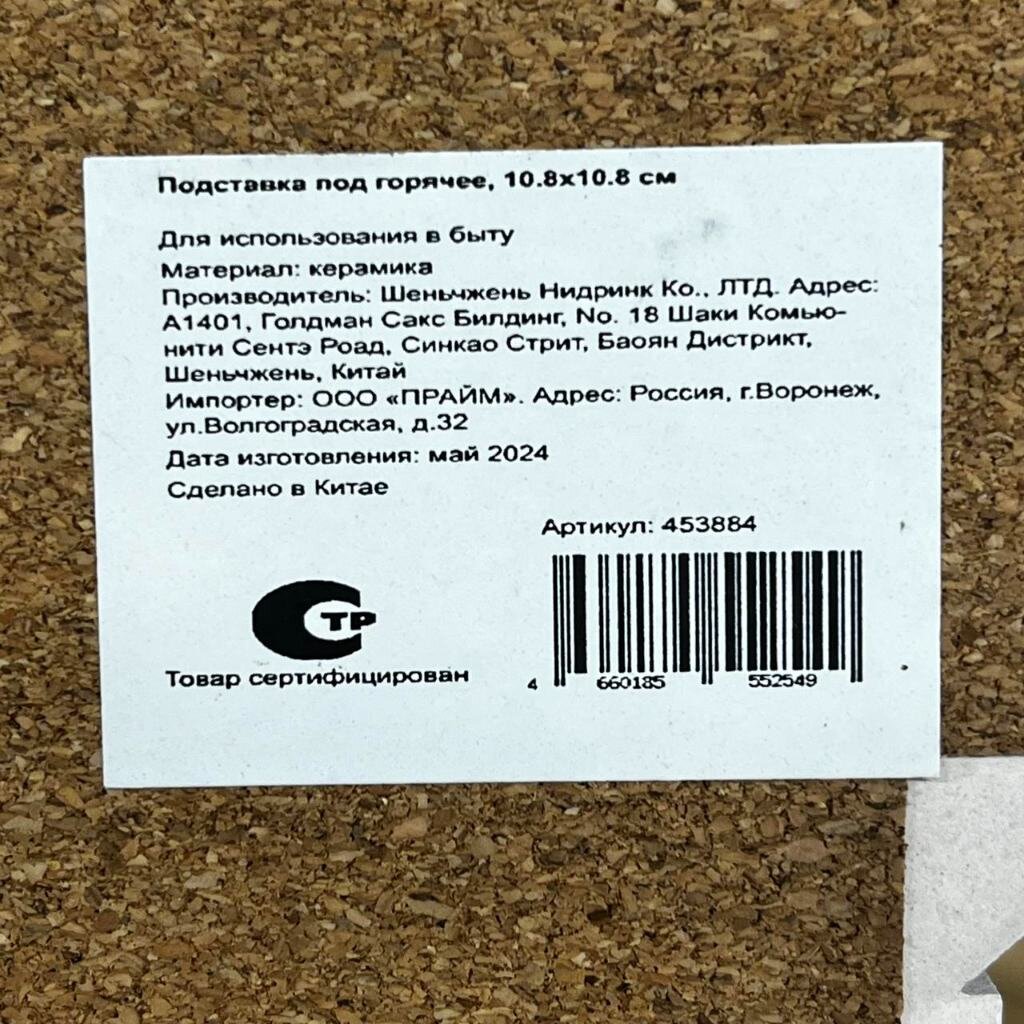 Подставка под горячее, 10.8х10.8 см
Для использования в быту
Материал: керамика
Производитель: Шеньчжень Нидринк Ко., ЛТД. Адрес:
А1401, Голдман Сакс Билдинг, No. 18 Шаки Комью-
нити Сентэ Роад, Синкао Стрит, Баоян Дистрикт,
Шеньчжень, Китай
Импортер: ООО «ПРАЙМ». Адрес: Россия, г.Воронеж,
ул.Волгоградская, д.32
Дата изготовления: май 2024
Сделано в Китае
Артикул: 453884
СТР
Товар сертифицирован
4 660185 552549